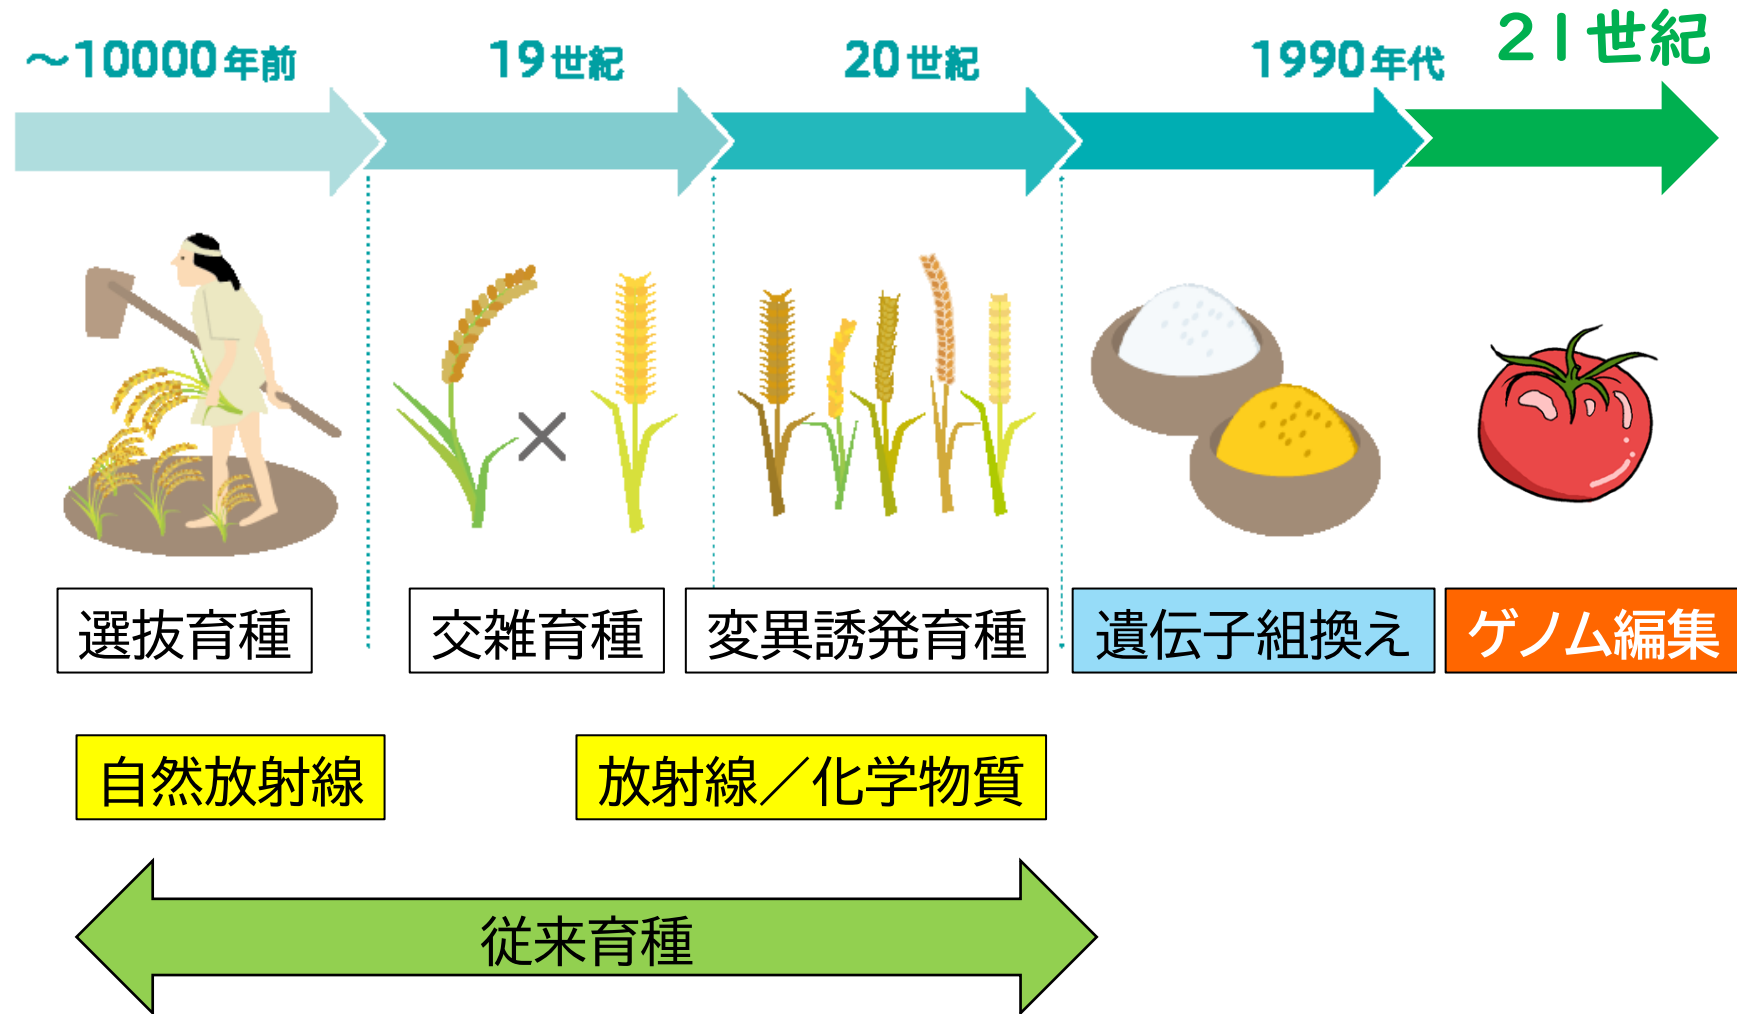 ～10000年前
19世紀
20世紀
1990年代
21世紀
選抜育種
交雑育種
変異誘発育種
遺伝子組換え
ゲノム編集
自然放射線
放射線／化学物質
従来育種